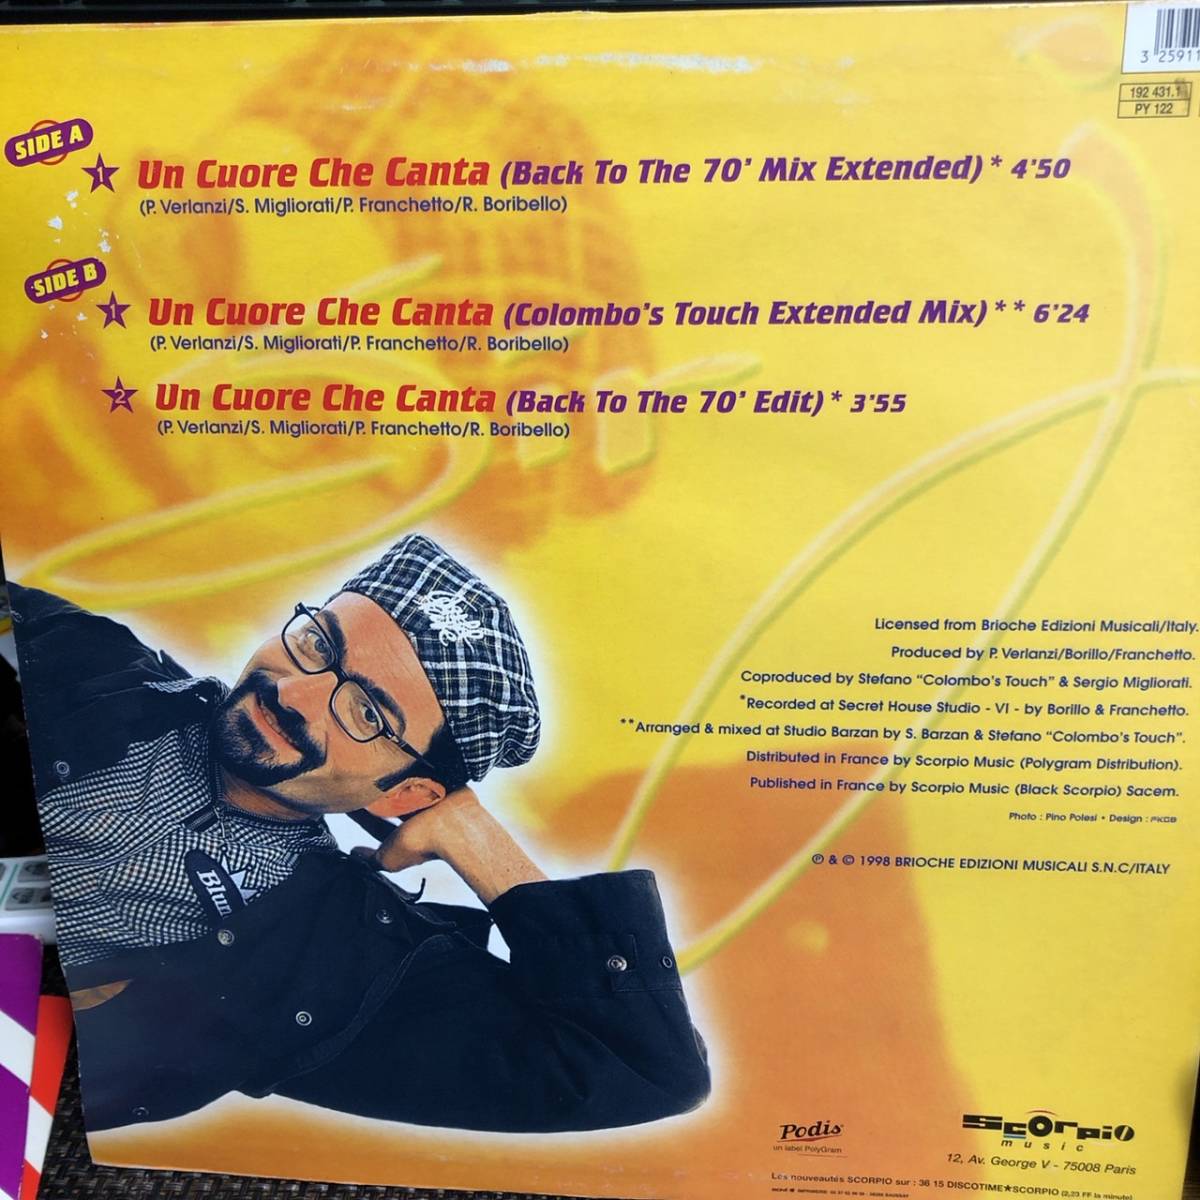 3 25911
192 431.1
PY 122
SIDE A
1 Un Cuore Che Canta (Back To The 70' Mix Extended) * 4'50
(P. Verlanzi/S. Migliorati/P. Franchetto/R. Boribello)
SIDE B
1 Un Cuore Che Canta (Colombo's Touch Extended Mix) ** 6'24
(P. Verlanzi/S. Migliorati/P. Franchetto/R. Boribello)
2 Un Cuore Che Canta (Back To The 70' Edit) * 3'55
(P. Verlanzi/S. Migliorati/P. Franchetto/R. Boribello)
Licensed from Brioche Edizioni Musicali/Italy.
Produced by P. Verlanzi/Borillo/Franchetto.
Coproduced by Stefano "Colombo's Touch" & Sergio Migliorati.
*Recorded at Secret House Studio - VI - by Borillo & Franchetto.
**Arranged & mixed at Studio Barzan by S. Barzan & Stefano "Colombo's Touch".
Distributed in France by Scorpio Music (Polygram Distribution).
Published in France by Scorpio Music (Black Scorpio) Sacem.
Photo : Pino Polesi • Design : FKGB
℗ & © 1998 BRIOCHE EDIZIONI MUSICALI S.N.C/ITALY
Blu
Podis
un label PolyGram
Scorpio
music
12, Av. George V - 75008 Paris
Les nouveautés SCORPIO sur : 36 15 DISCOTIME★SCORPIO (2,23 FF la minute)